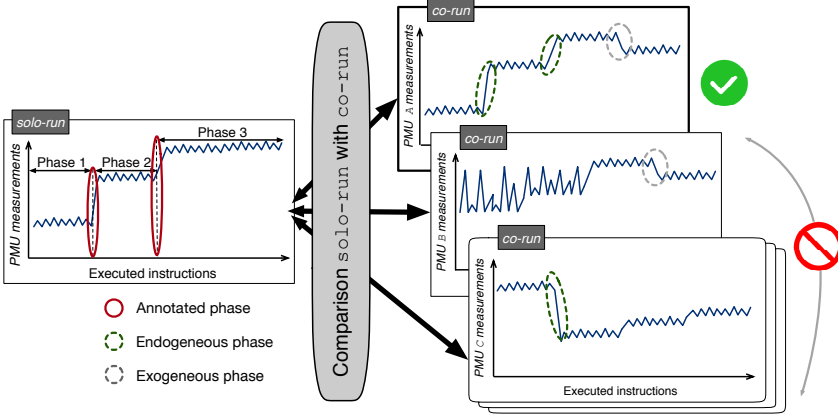 solo-run
PMU measurements
Phase 1
Phase 2
Phase 3
Executed instructions
Annotated phase
Endogeneous phase
Exogeneous phase
Comparison solo-run with co-run
co-run
PMU A measurements
co-run
PMU B measurements
co-run
PMU C measurements
Executed instructions